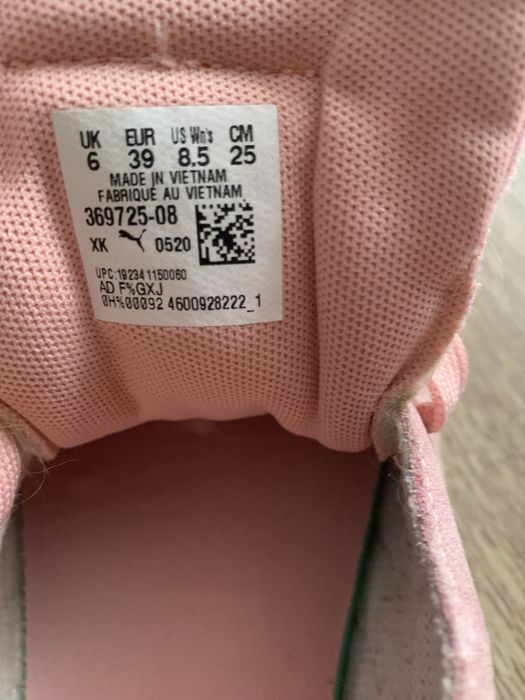 UK EUR US Wn's CM
6 39 8.5 25
MADE IN VIETNAM
FABRIQUÉ AU VIETNAM
369725-08
XK 0520
UPC:192341150060
AD F%GXJ
0H%00092 4600928222_1